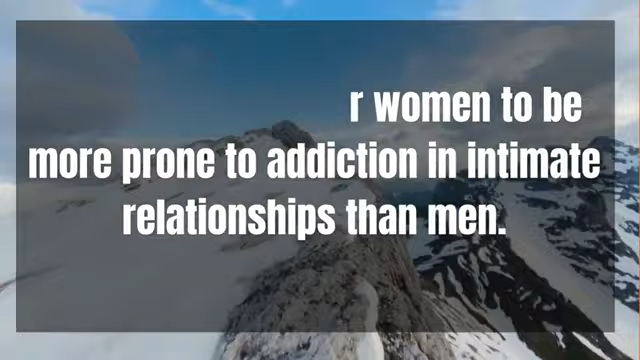 r women to be
more prone to addiction in intimate
relationships than men.